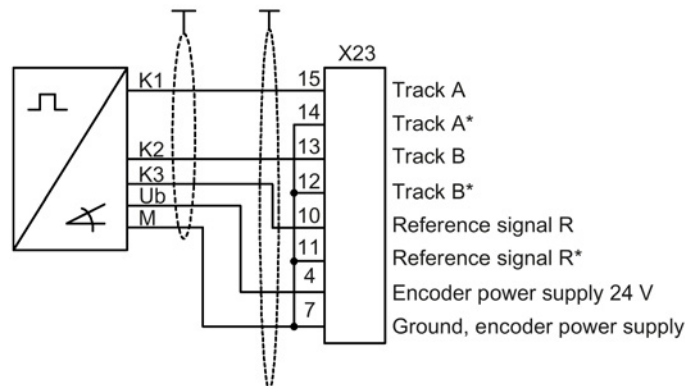 X23
K1 15 Track A
14 Track A*
K2 13 Track B
K3 12 Track B*
Ub 10 Reference signal R
M 11 Reference signal R*
4 Encoder power supply 24 V
7 Ground, encoder power supply